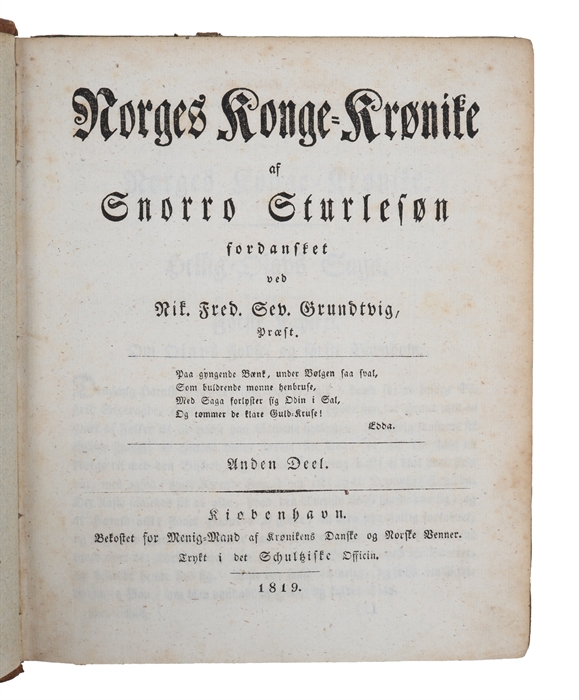 Norges Konge=Krønike
af
Snorro Sturlesøn
fordansket
ved
Nik. Fred. Sev. Grundtvig,
Præst.
Paa gyngende Bænk, under Bølgen saa sval,
Som buldrende monne henbruse,
Med Saga forlyster sig Odin i Sal,
Og tømmer de klare Guld=Kruse!
Edda.
Anden Deel.
Kiøbenhavn.
Bekostet for Menig=Mand af Krønikens Danske og Norske Venner.
Trykt i det Schultziske Officin.
1819.